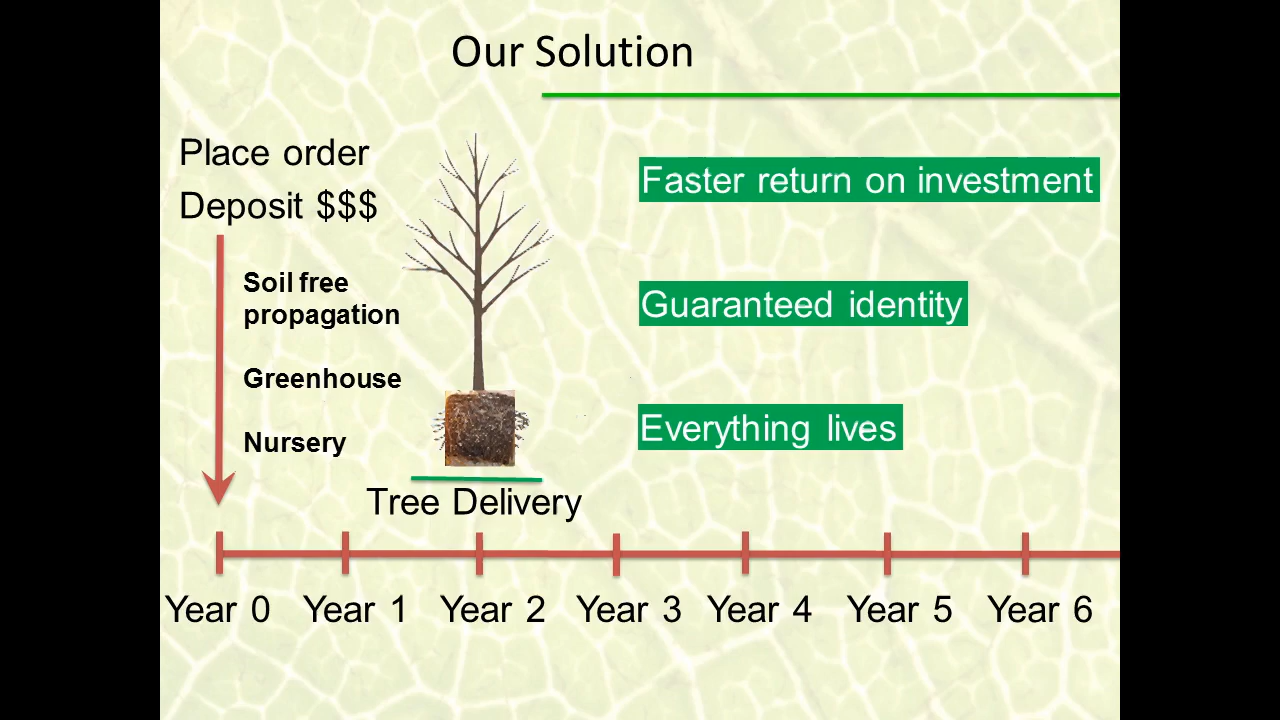 Our Solution
Place order
Deposit $$$
Soil free
propagation
Greenhouse
Nursery
Tree Delivery
Faster return on investment
Guaranteed identity
Everything lives
Year 0 Year 1 Year 2 Year 3 Year 4 Year 5 Year 6